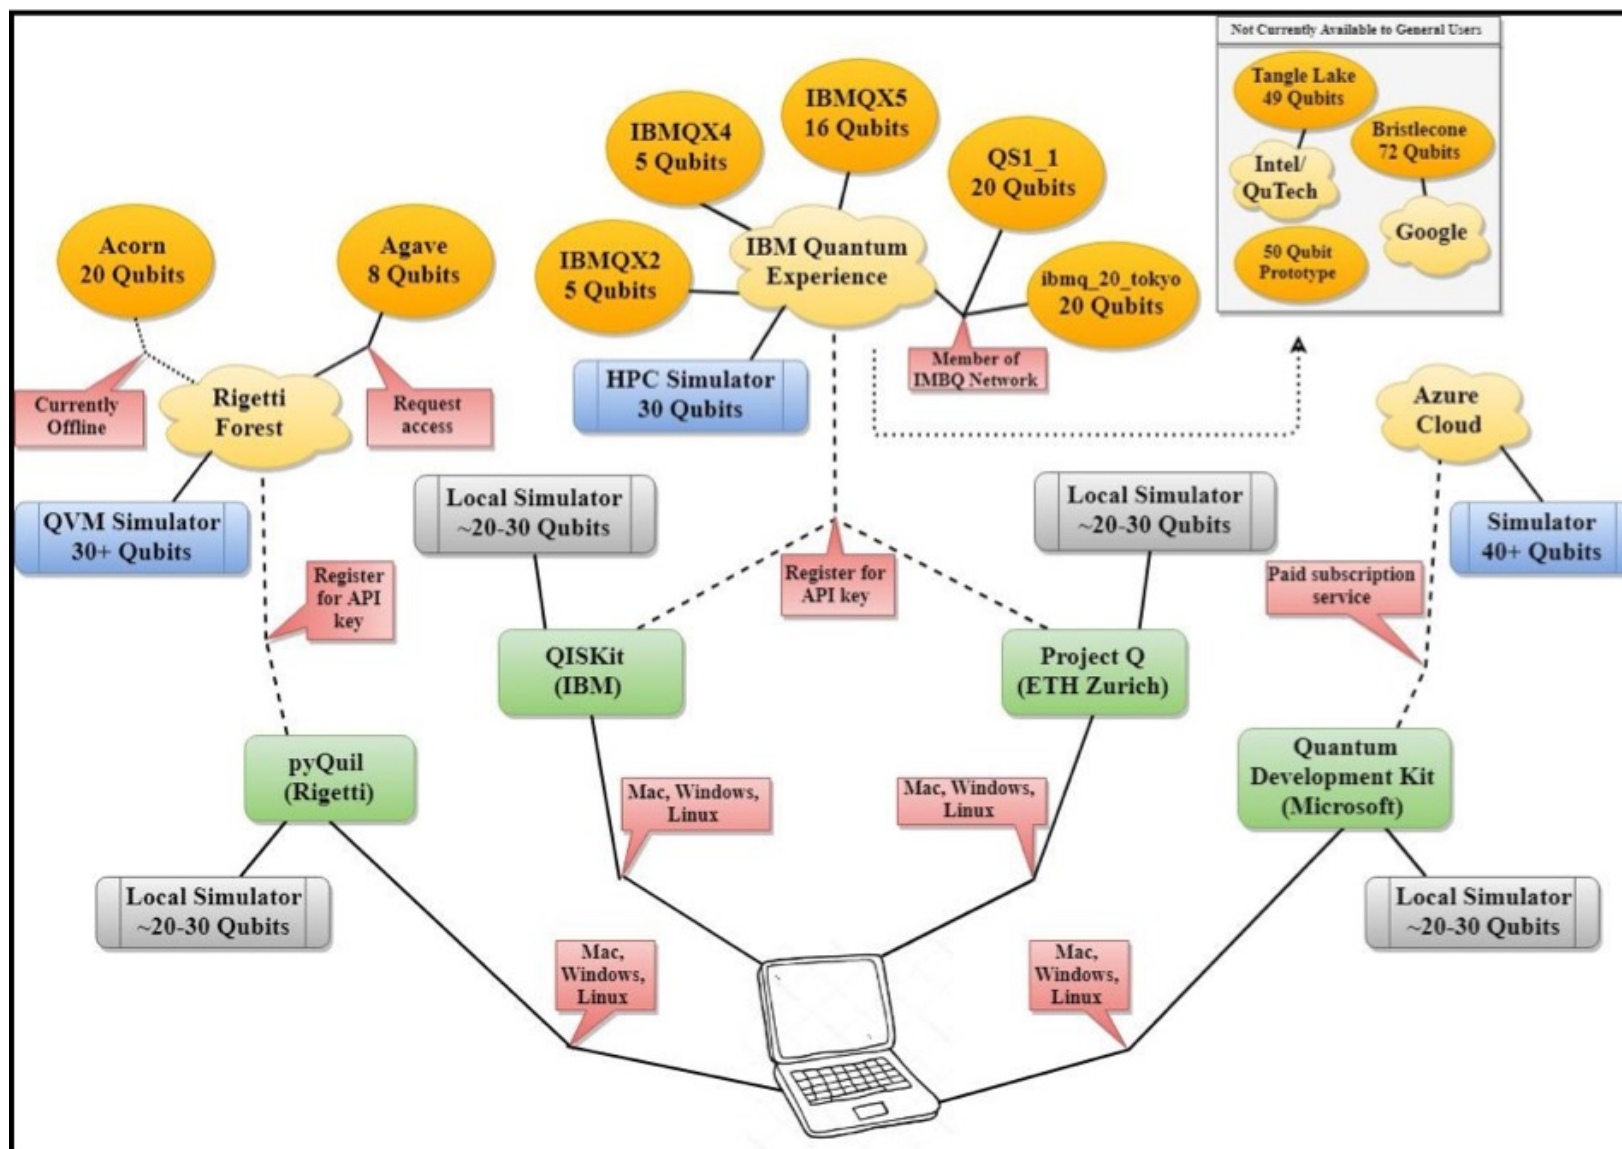 Not Currently Available to General Users
Tangle Lake
49 Qubits
Bristlecone
72 Qubits
Intel/
QuTech
Google
50 Qubit
Prototype
IBMQX5
16 Qubits
IBMQX4
5 Qubits
QS1_1
20 Qubits
IBMQX2
5 Qubits
IBM Quantum
Experience
ibmq_20_tokyo
20 Qubits
Acorn
20 Qubits
Agave
8 Qubits
Member of
IMBQ Network
HPC Simulator
30 Qubits
Currently
Offline
Rigetti
Forest
Request
access
Azure
Cloud
QVM Simulator
30+ Qubits
Local Simulator
~20-30 Qubits
Local Simulator
~20-30 Qubits
Simulator
40+ Qubits
Register
for API
key
Register for
API key
Paid subscription
service
QISKit
(IBM)
Project Q
(ETH Zurich)
pyQuil
(Rigetti)
Quantum
Development Kit
(Microsoft)
Mac, Windows,
Linux
Mac, Windows,
Linux
Local Simulator
~20-30 Qubits
Local Simulator
~20-30 Qubits
Mac,
Windows,
Linux
Mac,
Windows,
Linux